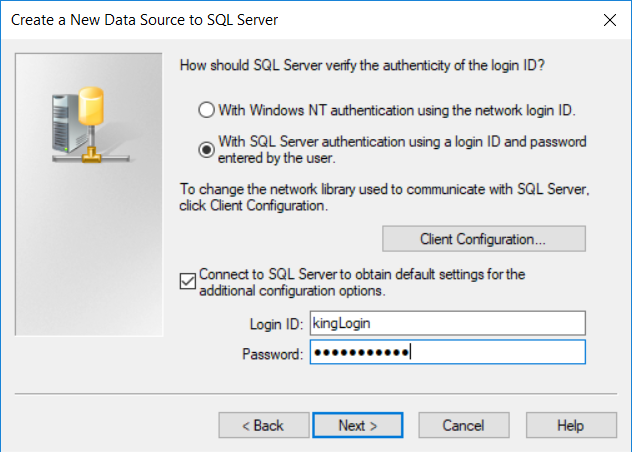 Create a New Data Source to SQL Server
How should SQL Server verify the authenticity of the login ID?
With Windows NT authentication using the network login ID.
With SQL Server authentication using a login ID and password
entered by the user.
To change the network library used to communicate with SQL Server,
click Client Configuration.
Client Configuration...
Connect to SQL Server to obtain default settings for the
additional configuration options.
Login ID: kingLogin
Password: ●●●●●●●●●●●
< Back Next > Cancel Help